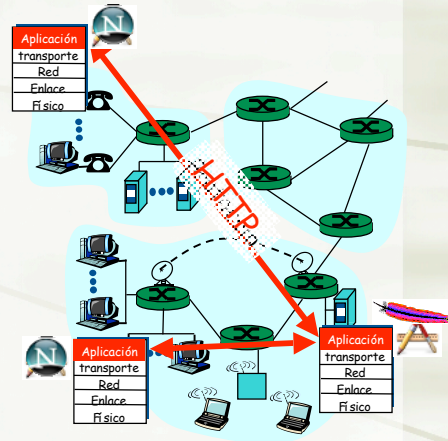 Aplicación
transporte
Red
Enlace
Físico
HTTP
Aplicación
transporte
Red
Enlace
Físico
Aplicación
transporte
Red
Enlace
Físico